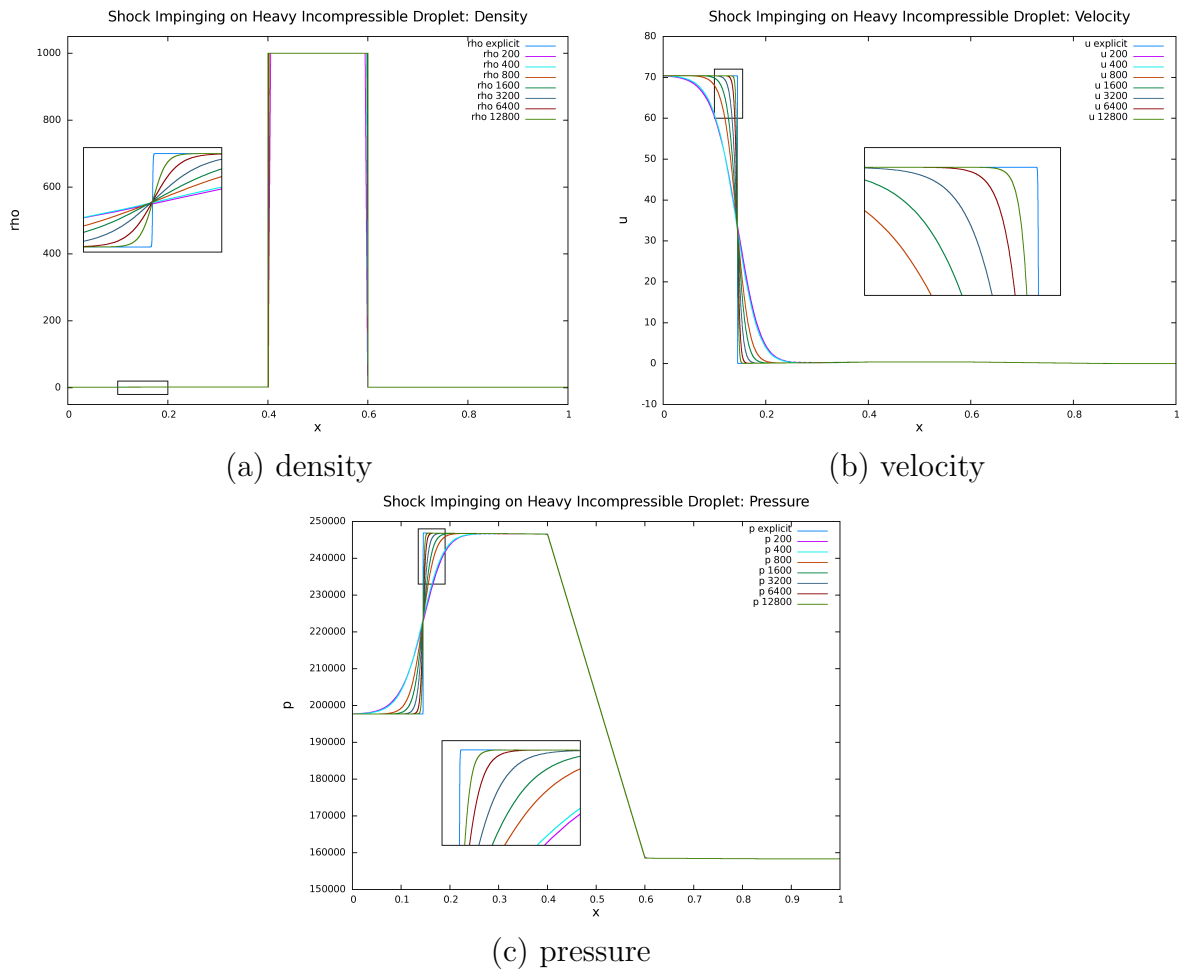 Shock Impinging on Heavy Incompressible Droplet: Density
rho
1000
800
600
400
200
0
rho explicit
rho 200
rho 400
rho 800
rho 1600
rho 3200
rho 6400
rho 12800
0
0.2
0.4
0.6
0.8
1
x
(a) density
Shock Impinging on Heavy Incompressible Droplet: Velocity
u
80
70
60
50
40
30
20
10
0
-10
u explicit
u 200
u 400
u 800
u 1600
u 3200
u 6400
u 12800
0
0.2
0.4
0.6
0.8
1
x
(b) velocity
Shock Impinging on Heavy Incompressible Droplet: Pressure
p
250000
240000
230000
220000
210000
200000
190000
180000
170000
160000
150000
p explicit
p 200
p 400
p 800
p 1600
p 3200
p 6400
p 12800
0
0.1
0.2
0.3
0.4
0.5
0.6
0.7
0.8
0.9
1
x
(c) pressure